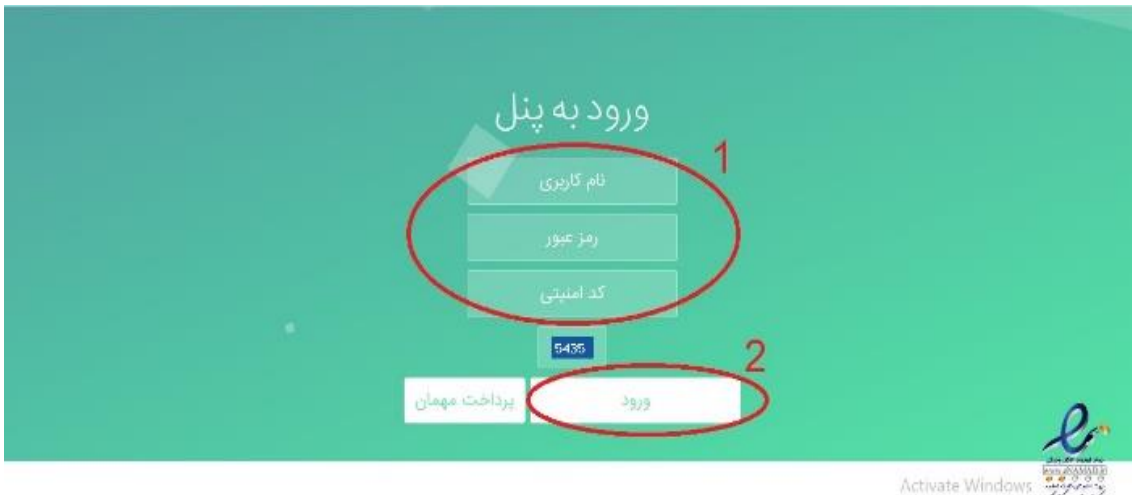 ورود به پنل
1
نام کاربری
رمز عبور
کد امنیتی
5435
2
ورود
پرداخت مهمان
Activate Windows